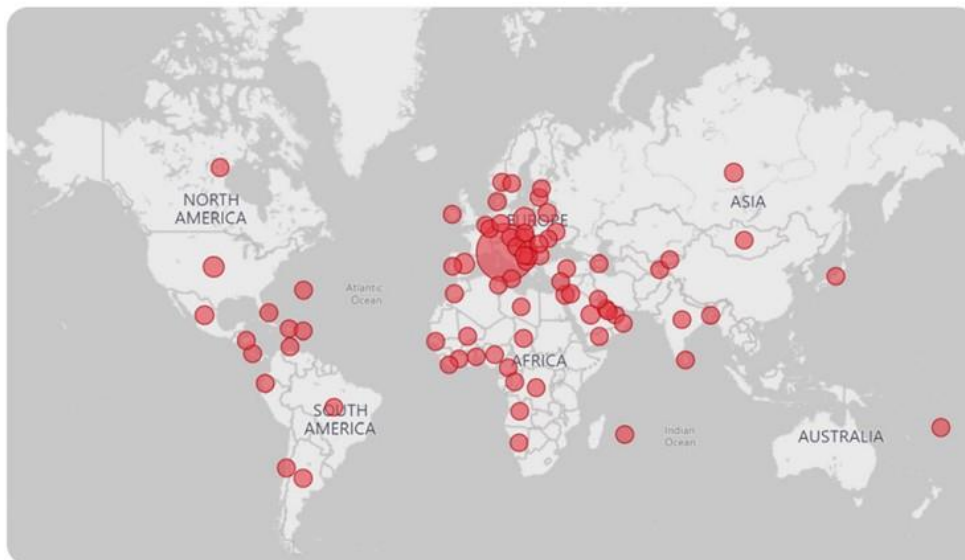 NORTH
AMERICA
EUROPE
ASIA
Atlantic
Ocean
AFRICA
SOUTH
AMERICA
Indian
Ocean
AUSTRALIA